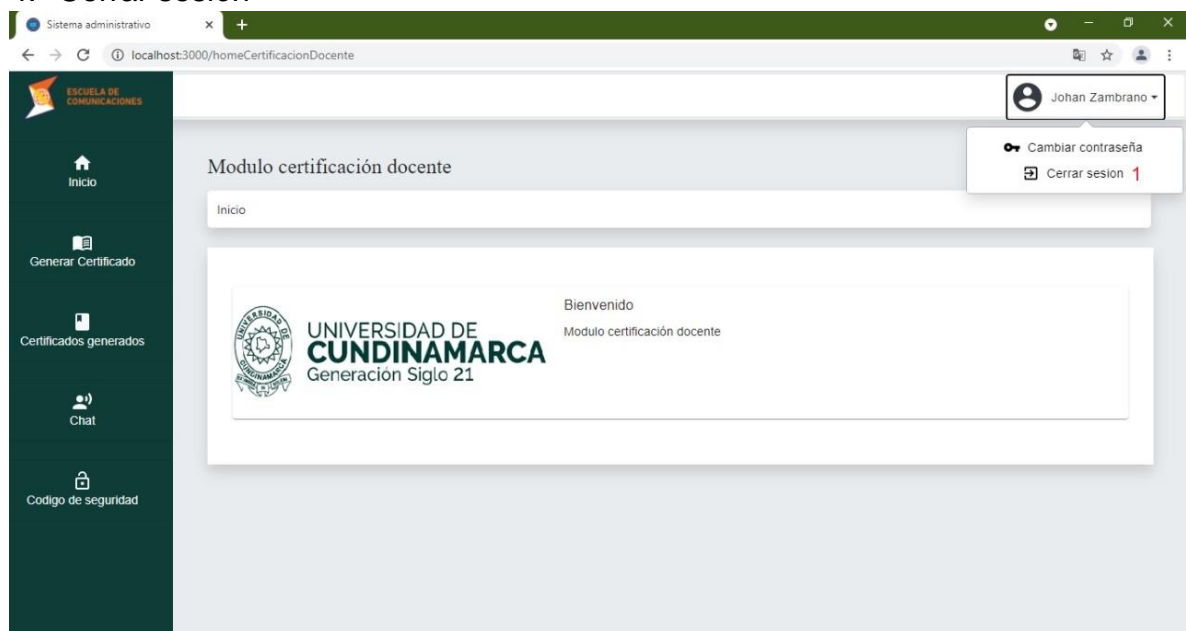 Cerrar sesion
Sistema administrativo
localhost:3000/homeCertificacionDocente
ESCUELA DE
COMUNICACIONES
Johan Zambrano
Cambiar contraseña
Cerrar sesion 1
Inicio
Generar Certificado
Certificados generados
Chat
Codigo de seguridad
Modulo certificación docente
Inicio
UNIVERSIDAD DE
CUNDINAMARCA
Generación Siglo 21
Bienvenido
Modulo certificación docente